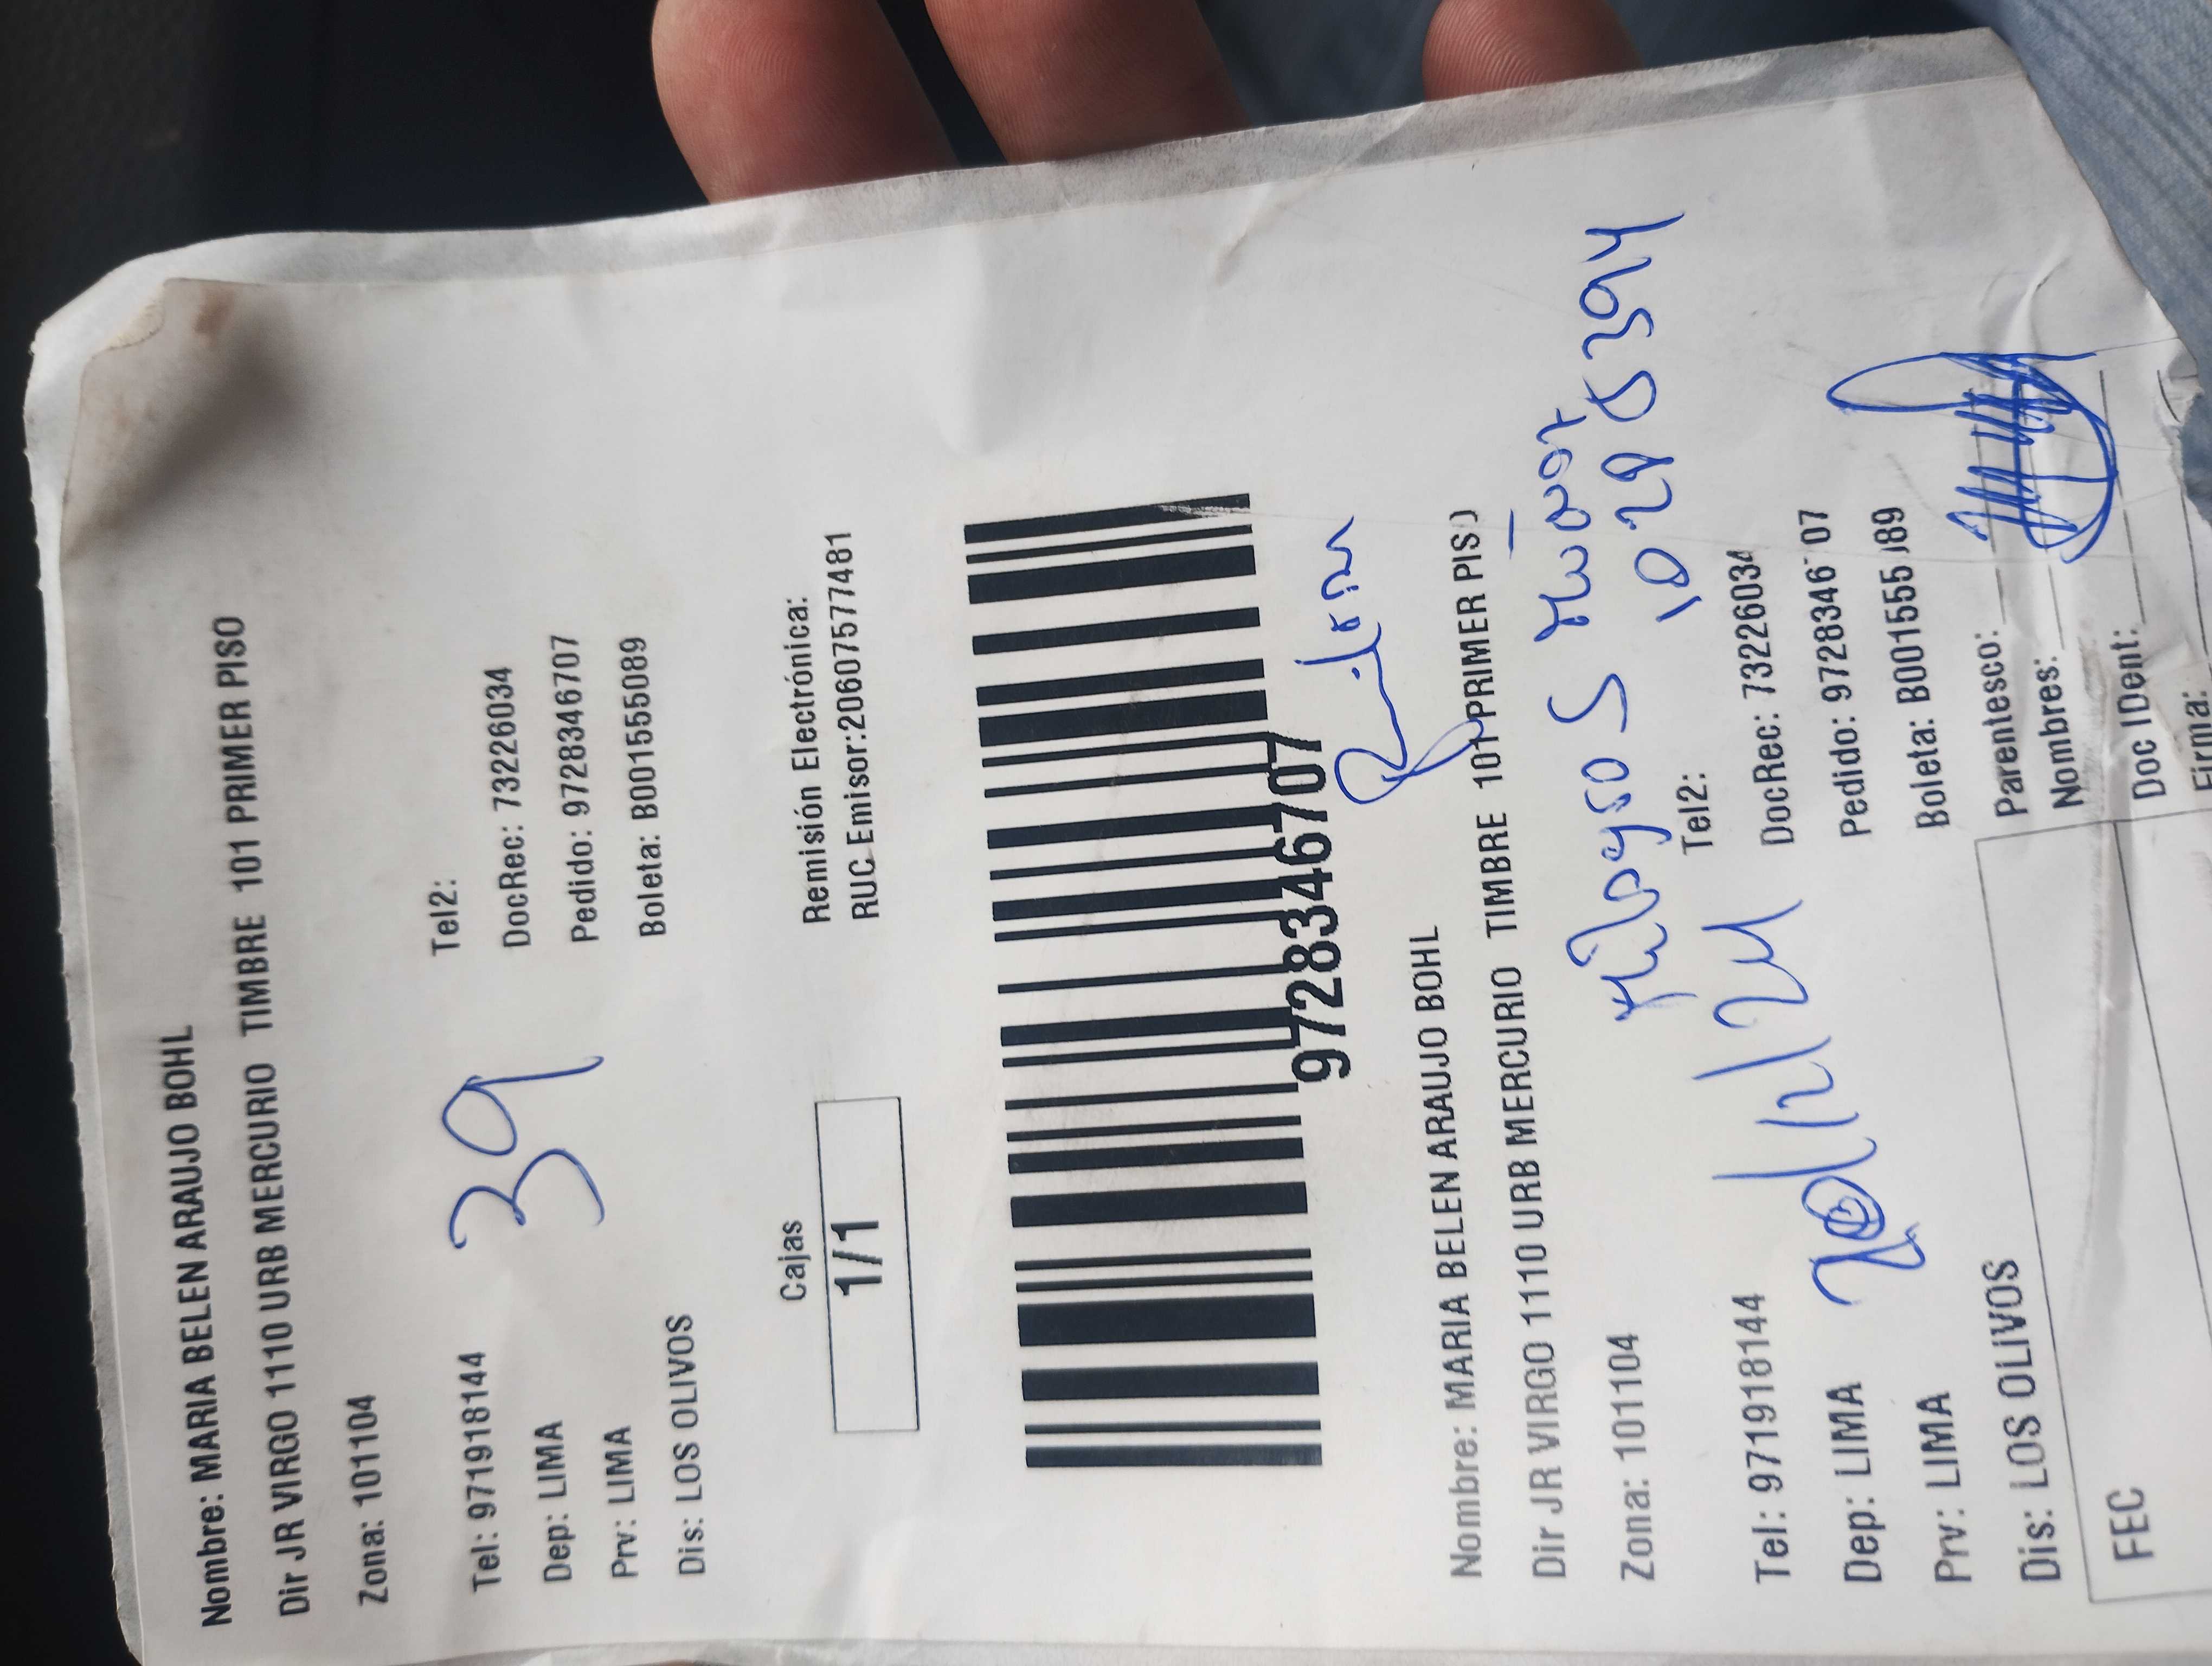 Nombre: MARIA BELEN ARAUJO BOHL
Dir JR VIRGO 1110 URB MERCURIO TIMBRE 101 PRIMER PISO
Zona: 101104
Tel: 971918144
Tel2:
Dep: LIMA
DocRec: 73226034
39
Prv: LIMA
Pedido: 9728346707
Dis: LOS OLIVOS
Boleta: B001555089
Cajas
1/1
Remisión Electrónica:
RUC Emisor:20607577481
9728346707
Nombre: MARIA BELEN ARAUJO BOHL
Dir JR VIRGO 1110 URB MERCURIO TIMBRE 101 PRIMER PIS
Zona: 101104
Tel: 971918144
Tel2:
Dep: LIMA
DocRec: 73226034
Prv: LIMA
Pedido: 9728346 07
Dis: LOS OLIVOS
Boleta: B001555 89
Parentesco:
Nombres:
Doc IDent:
Firma:
FEC